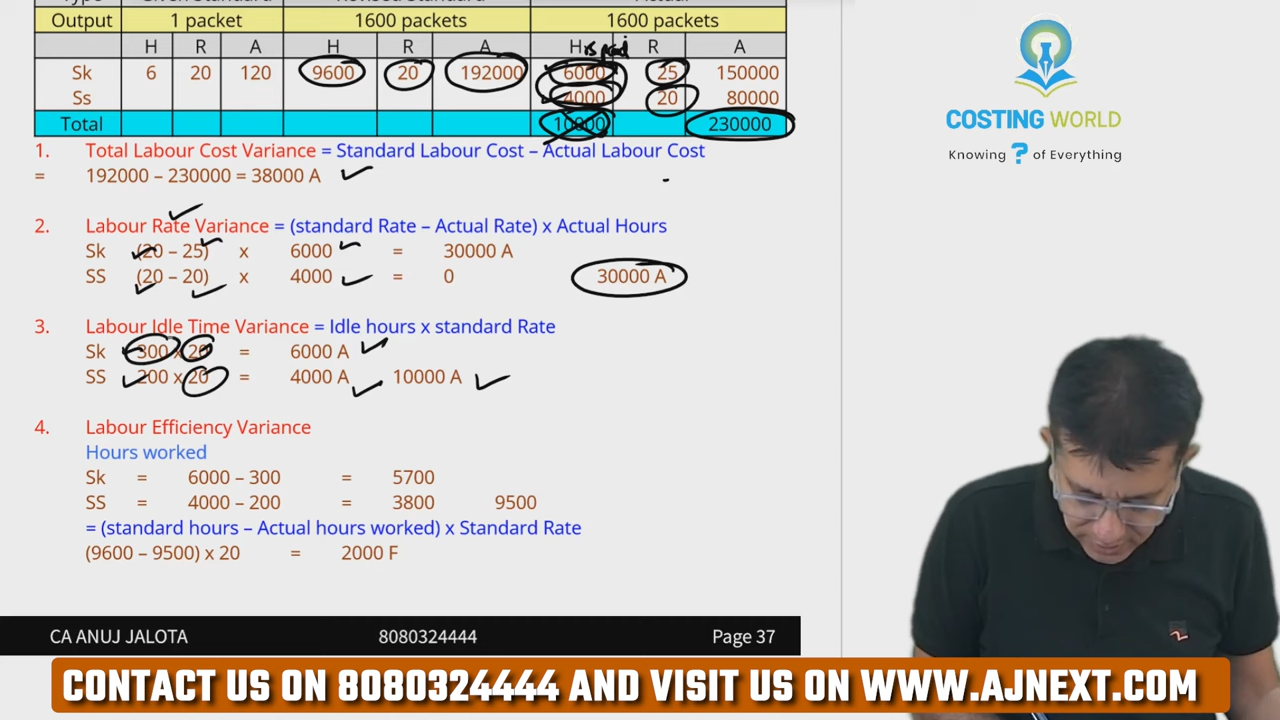 Output 1 packet 1600 packets 1600 packets
H R A H R A H R A
Sk 6 20 120 9600 20 192000 6000 25 150000
Ss 4000 20 80000
Total 10000 230000
1. Total Labour Cost Variance = Standard Labour Cost – Actual Labour Cost
= 192000 – 230000 = 38000 A
2. Labour Rate Variance = (standard Rate – Actual Rate) x Actual Hours
Sk (20 – 25) x 6000 = 30000 A
SS (20 – 20) x 4000 = 0 30000 A
3. Labour Idle Time Variance = Idle hours x standard Rate
Sk 300 x 20 = 6000 A
SS 200 x 20 = 4000 A 10000 A
4. Labour Efficiency Variance
Hours worked
Sk = 6000 – 300 = 5700
SS = 4000 – 200 = 3800 9500
= (standard hours – Actual hours worked) x Standard Rate
(9600 – 9500) x 20 = 2000 F
CA ANUJ JALOTA 8080324444 Page 37
COSTING WORLD
Knowing ? of Everything
CONTACT US ON 8080324444 AND VISIT US ON WWW.AJNEXT.COM